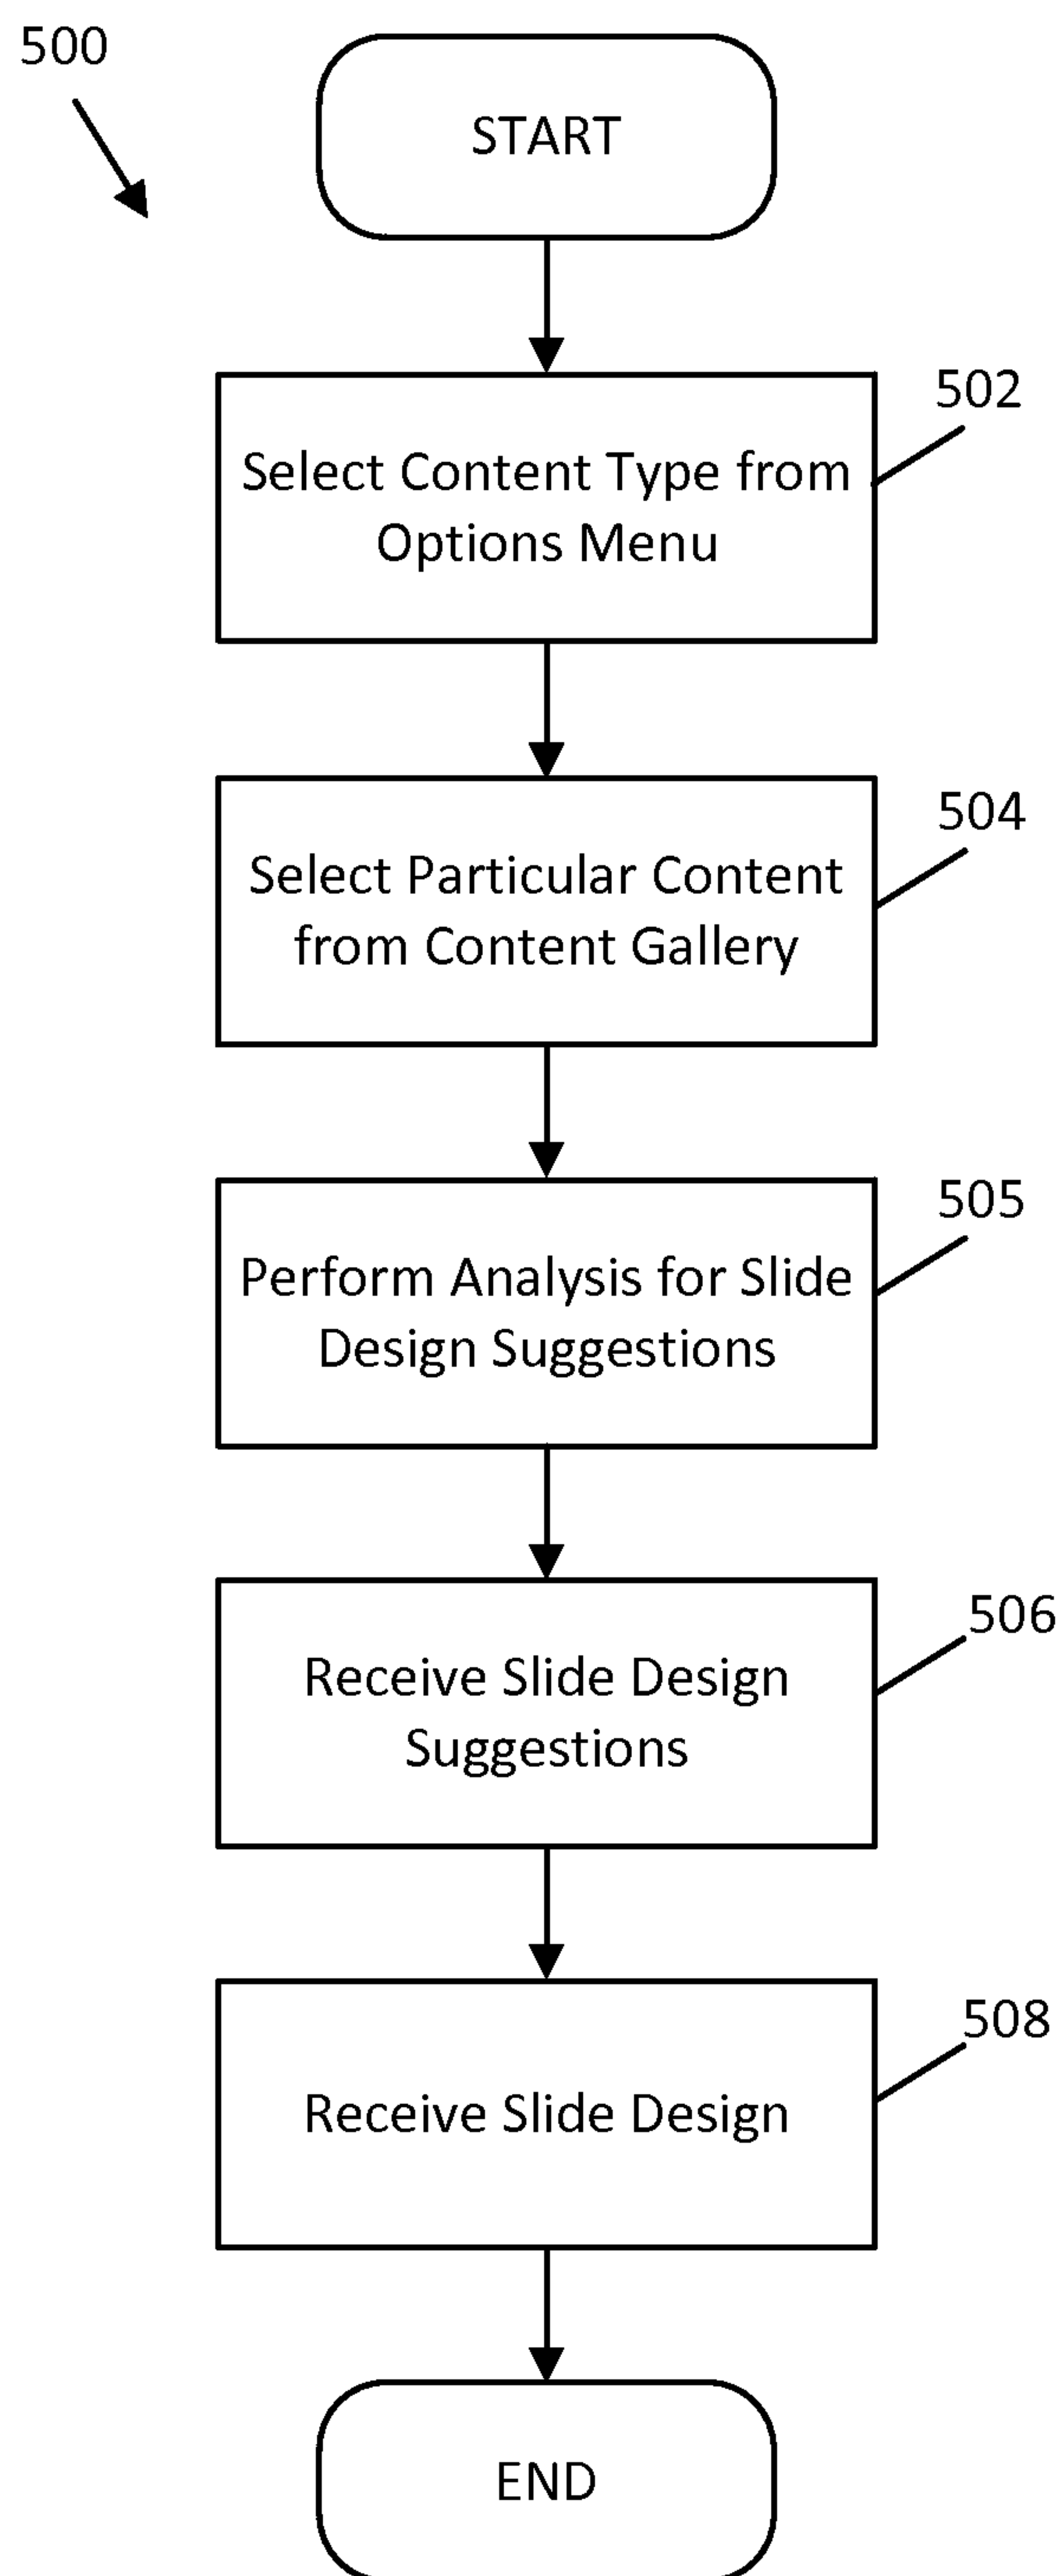 500
START
502
Select Content Type from
Options Menu
504
Select Particular Content
from Content Gallery
505
Perform Analysis for Slide
Design Suggestions
506
Receive Slide Design
Suggestions
508
Receive Slide Design
END